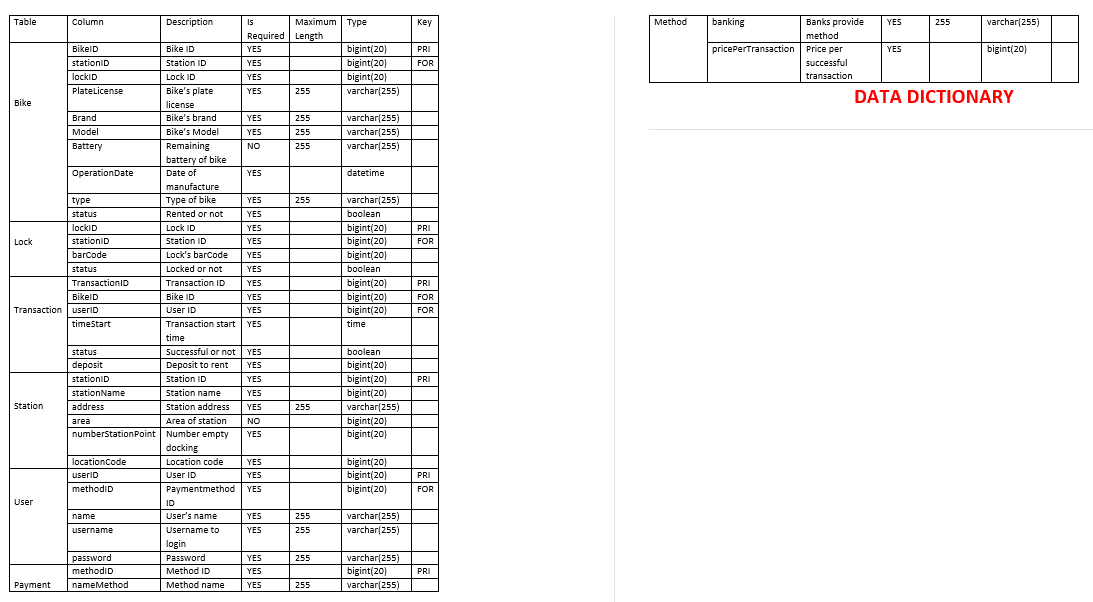 Table Column Description Is Required Maximum Length Type Key
Bike
BikeID Bike ID YES bigint(20) PRI
stationID Station ID YES bigint(20) FOR
lockID Lock ID YES bigint(20)
PlateLicense Bike's plate license YES 255 varchar(255)
Brand Bike's brand YES 255 varchar(255)
Model Bike's Model YES 255 varchar(255)
Battery Remaining battery of bike NO 255 varchar(255)
OperationDate Date of manufacture YES datetime
type Type of bike YES 255 varchar(255)
status Rented or not YES boolean
Lock
lockID Lock ID YES bigint(20) PRI
stationID Station ID YES bigint(20) FOR
barCode Lock's barCode YES bigint(20)
status Locked or not YES boolean
Transaction
TransactionID Transaction ID YES bigint(20) PRI
BikeID Bike ID YES bigint(20) FOR
userID User ID YES bigint(20) FOR
timeStart Transaction start time YES time
status Successful or not YES boolean
deposit Deposit to rent YES bigint(20)
Station
stationID Station ID YES bigint(20) PRI
stationName Station name YES bigint(20)
address Station address YES 255 varchar(255)
area Area of station NO bigint(20)
numberStationPoint Number empty docking YES bigint(20)
locationCode Location code YES bigint(20)
User
userID User ID YES bigint(20) PRI
methodID Paymentmethod ID YES bigint(20) FOR
name User's name YES 255 varchar(255)
username Username to login YES 255 varchar(255)
password Password YES 255 varchar(255)
Payment
methodID Method ID YES bigint(20) PRI
nameMethod Method name YES 255 varchar(255)
Method
banking Banks provide method YES 255 varchar(255)
pricePerTransaction Price per successful transaction YES bigint(20)
DATA DICTIONARY